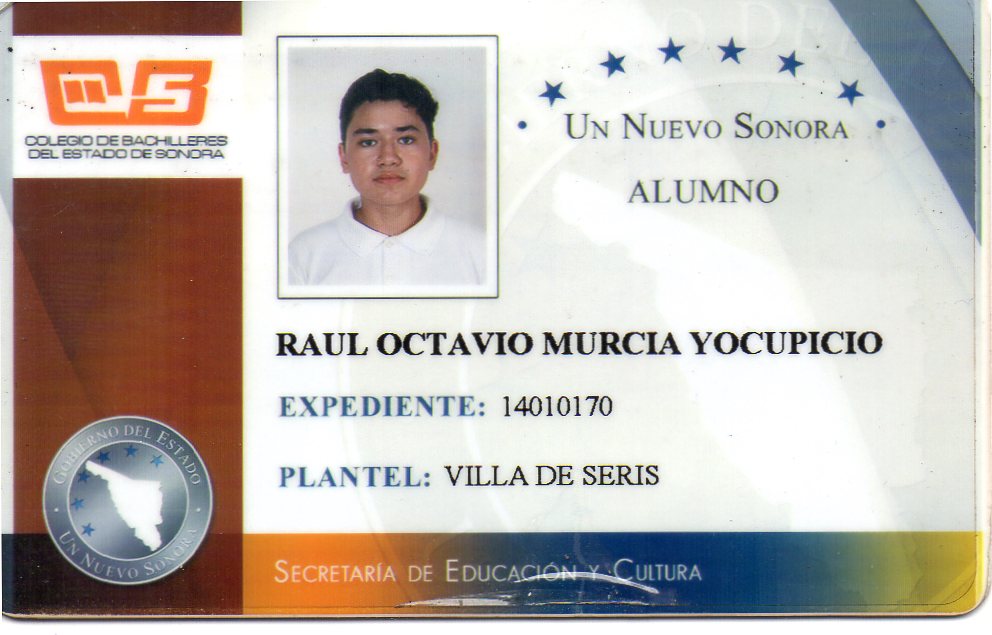 COLEGIO DE BACHILLERES
DEL ESTADO DE SONORA
UN NUEVO SONORA
ALUMNO
RAUL OCTAVIO MURCIA YOCUPICIO
EXPEDIENTE: 14010170
PLANTEL: VILLA DE SERIS
GOBIERNO DEL ESTADO
UN NUEVO SONORA
SECRETARÍA DE EDUCACIÓN Y CULTURA